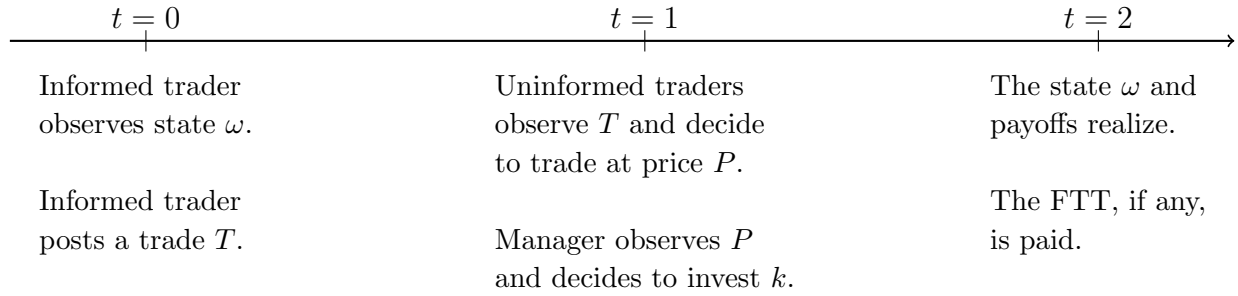 t = 0
t = 1
t = 2
Informed trader
observes state ω.
Informed trader
posts a trade T.
Uninformed traders
observe T and decide
to trade at price P.
Manager observes P
and decides to invest k.
The state ω and
payoffs realize.
The FTT, if any,
is paid.